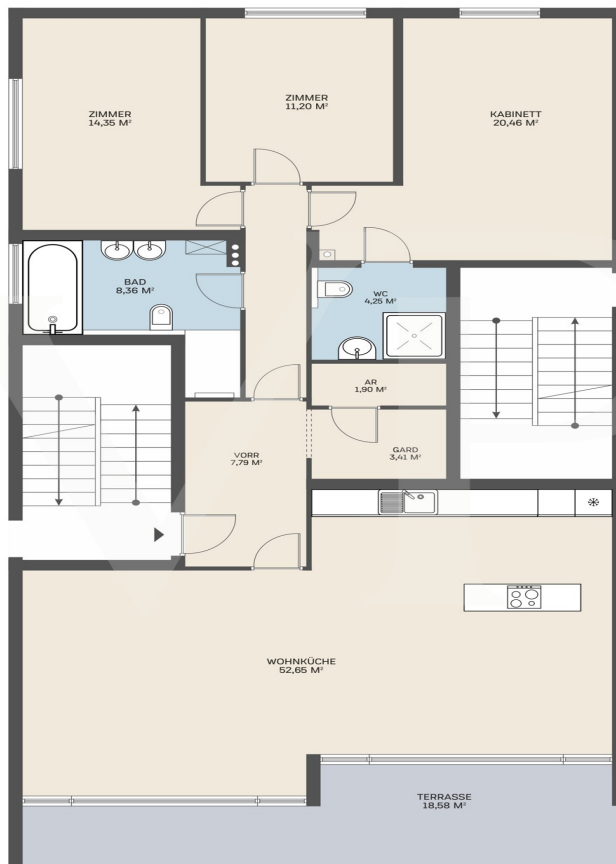 ZIMMER
14,35 M²
ZIMMER
11,20 M²
KABINETT
20,46 M²
BAD
8,36 M²
WC
4,25 M²
AR
1,90 M²
VORR
7,79 M²
GARD
3,41 M²
WOHNKÜCHE
52,65 M²
TERRASSE
18,58 M²